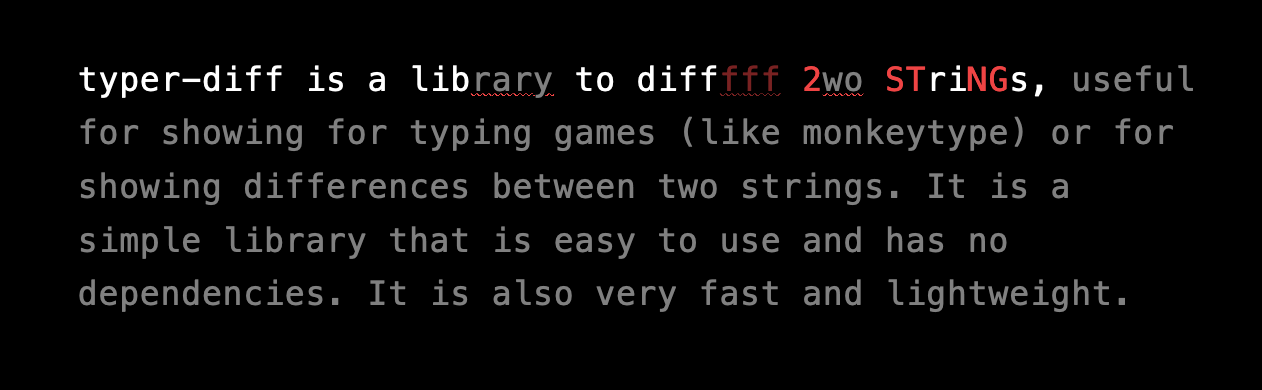 typer-diff is a library to difffff 2wo STriNGs, useful
for showing for typing games (like monkeytype) or for
showing differences between two strings. It is a
simple library that is easy to use and has no
dependencies. It is also very fast and lightweight.